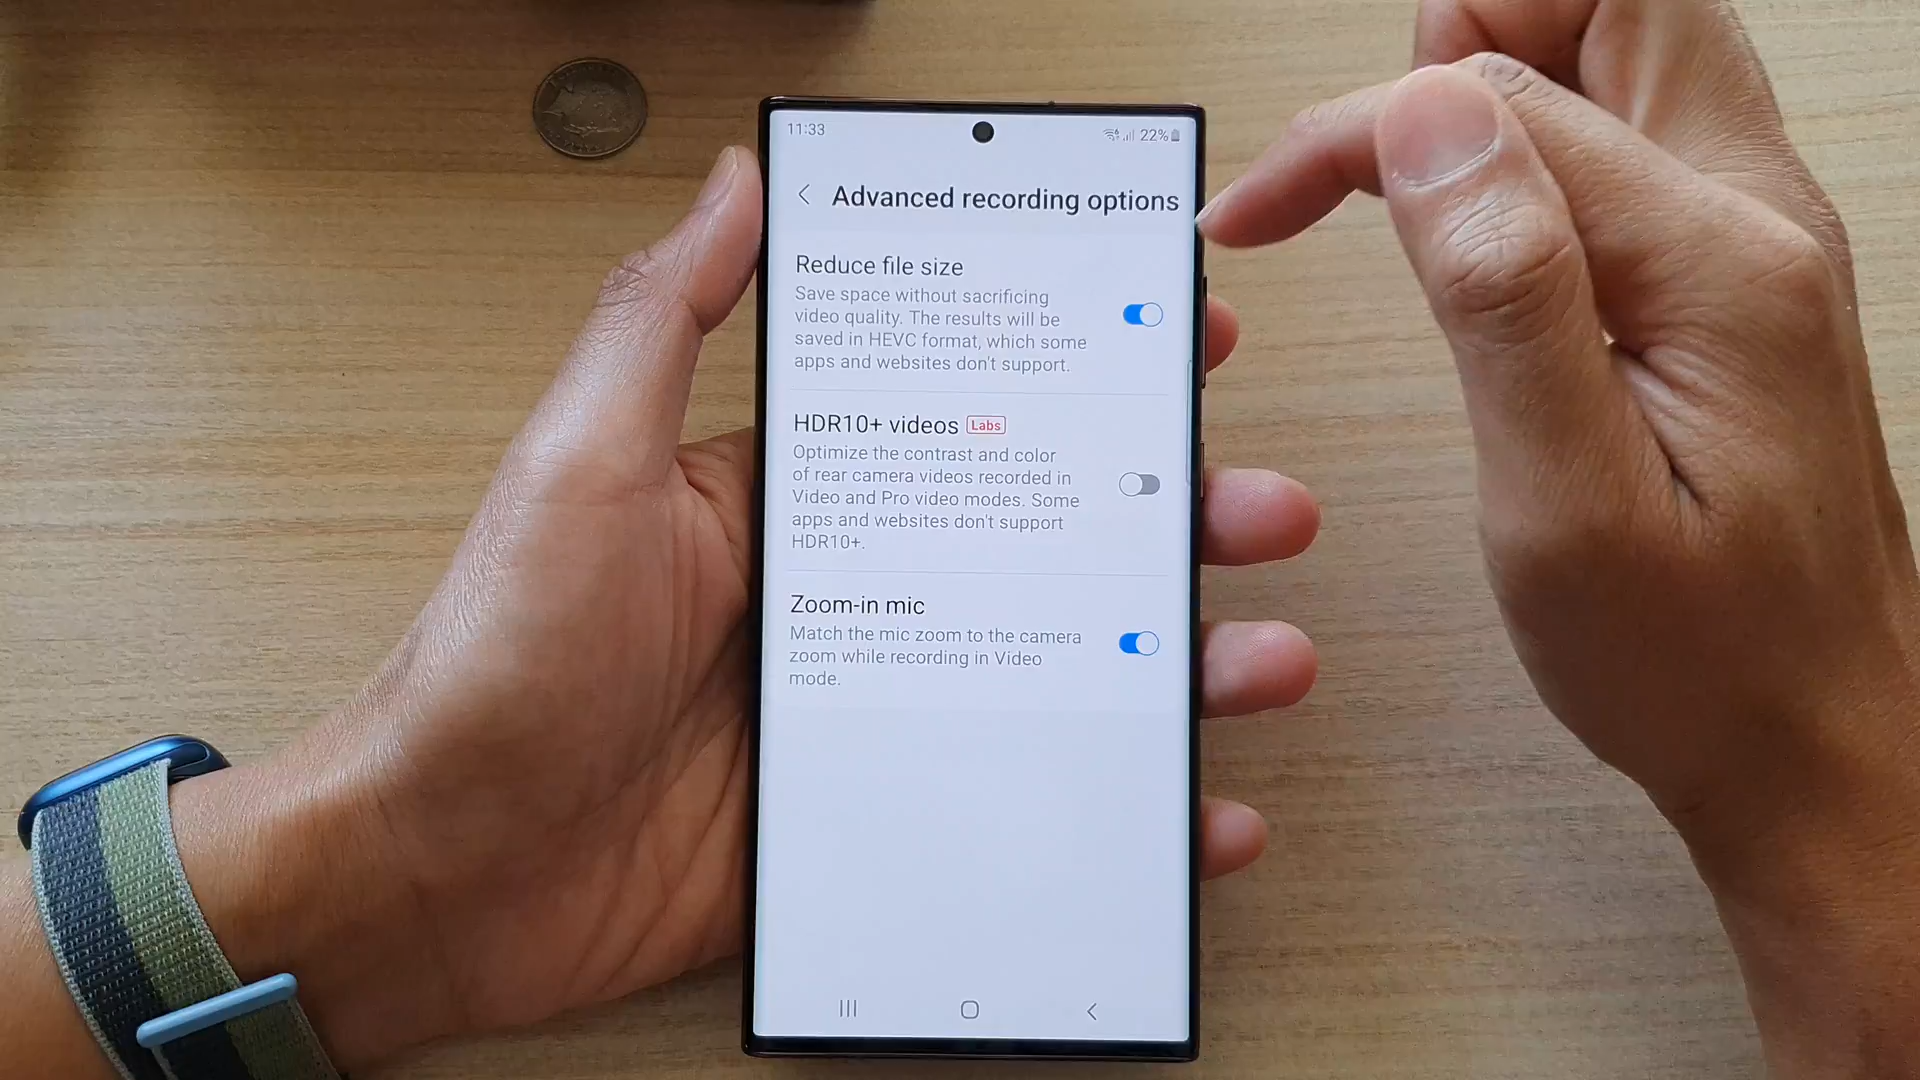 11:33
22%
Advanced recording options
Reduce file size
Save space without sacrificing
video quality. The results will be
saved in HEVC format, which some
apps and websites don't support.
HDR10+ videos Labs
Optimize the contrast and color
of rear camera videos recorded in
Video and Pro video modes. Some
apps and websites don't support
HDR10+.
Zoom-in mic
Match the mic zoom to the camera
zoom while recording in Video
mode.